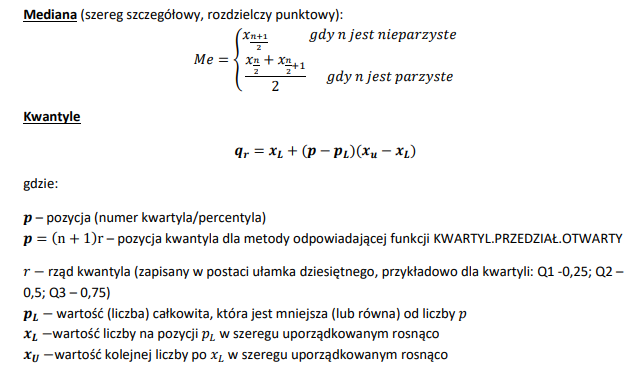 Mediana (szereg szczegółowy, rozdzielczy punktowy):
Me = { x_{(n+1)/2} gdy n jest nieparzyste
(x_{n/2} + x_{n/2+1}) / 2 gdy n jest parzyste
Kwantyle
q_r = x_L + (p − p_L)(x_u − x_L)
gdzie:
p – pozycja (numer kwartyla/percentyla)
p = (n + 1)r – pozycja kwantyla dla metody odpowiadającej funkcji KWARTYL.PRZEDZIAŁ.OTWARTY
r – rząd kwantyla (zapisany w postaci ułamka dziesiętnego, przykładowo dla kwartyli: Q1 -0,25; Q2 –
0,5; Q3 – 0,75)
p_L – wartość (liczba) całkowita, która jest mniejsza (lub równa) od liczby p
x_L –wartość liczby na pozycji p_L w szeregu uporządkowanym rosnąco
x_U –wartość kolejnej liczby po x_L w szeregu uporządkowanym rosnąco